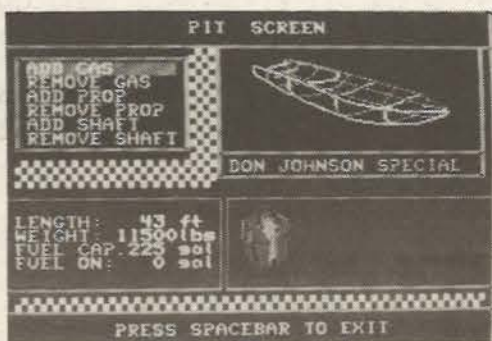 PIT SCREEN
ADD GAS
REMOVE GAS
ADD PROP
REMOVE PROP
ADD SHAFT
REMOVE SHAFT
DON JOHNSON SPECIAL
LENGTH: 43 ft
WEIGHT: 11500lbs
FUEL CAP.225 gal
FUEL ON: 0 gal
PRESS SPACEBAR TO EXIT